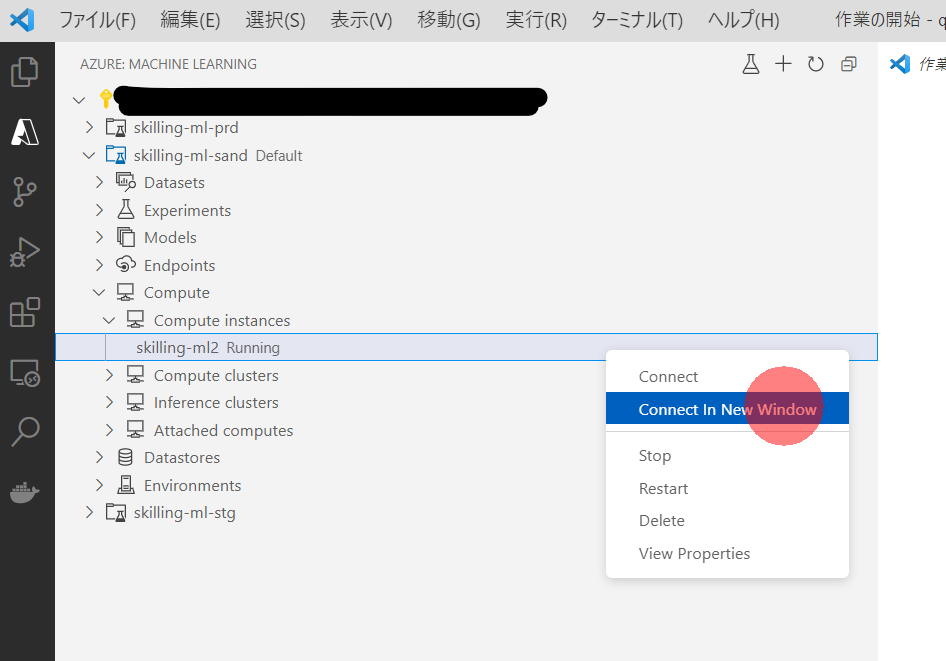 ファイル(F) 編集(E) 選択(S) 表示(V) 移動(G) 実行(R) ターミナル(T) ヘルプ(H) 作業の開始 - q
AZURE: MACHINE LEARNING
作業
skilling-ml-prd
skilling-ml-sand Default
Datasets
Experiments
Models
Endpoints
Compute
Compute instances
skilling-ml2 Running
Compute clusters
Inference clusters
Attached computes
Datastores
Environments
skilling-ml-stg
Connect
Connect In New Window
Stop
Restart
Delete
View Properties